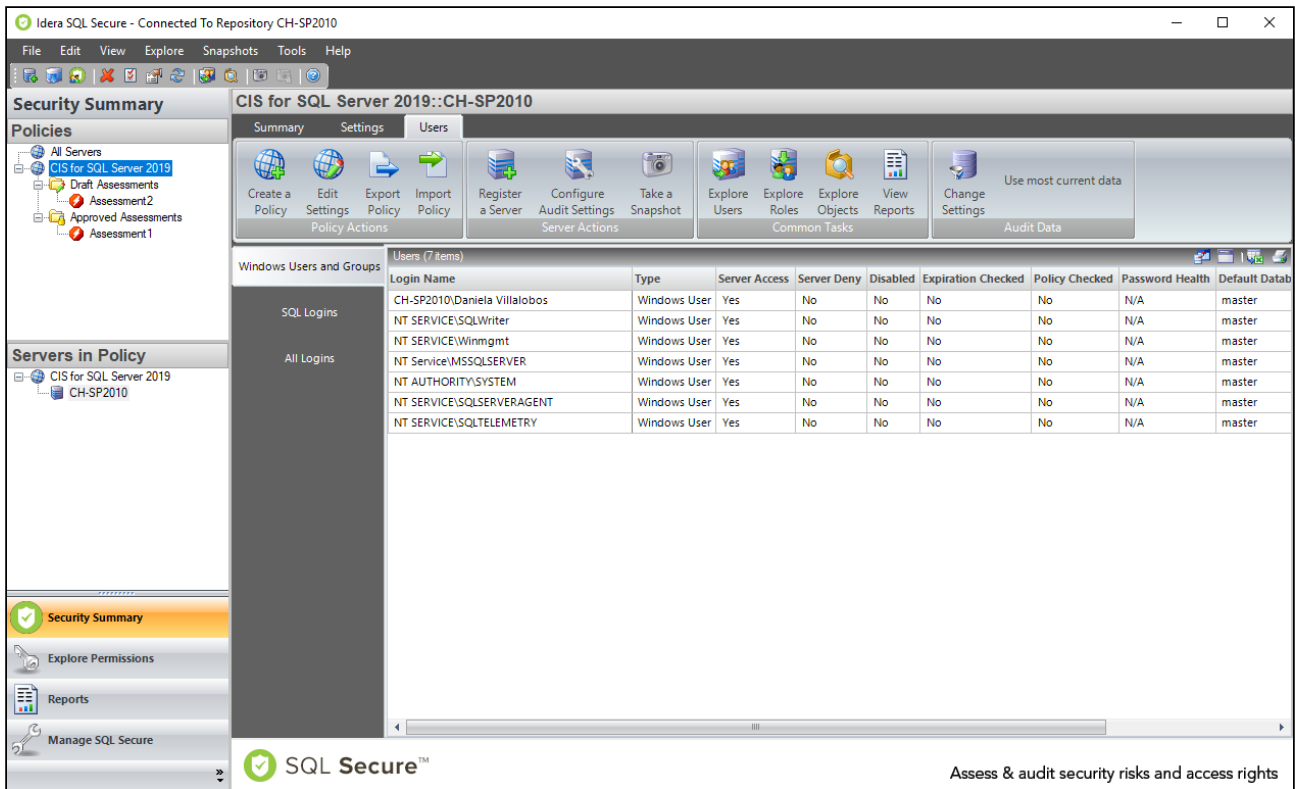 Idera SQL Secure - Connected To Repository CH-SP2010
File Edit View Explore Snapshots Tools Help
Security Summary
Policies
All Servers
CIS for SQL Server 2019
Draft Assessments
Assessment2
Approved Assessments
Assessment1
Servers in Policy
CIS for SQL Server 2019
CH-SP2010
Security Summary
Explore Permissions
Reports
Manage SQL Secure
CIS for SQL Server 2019::CH-SP2010
Summary Settings Users
Create a Policy Edit Settings Export Policy Import Policy
Policy Actions
Register a Server Configure Audit Settings Take a Snapshot
Server Actions
Explore Users Explore Roles Explore Objects View Reports
Common Tasks
Change Settings Use most current data
Audit Data
Windows Users and Groups
SQL Logins
All Logins
Users (7 items)
Login Name Type Server Access Server Deny Disabled Expiration Checked Policy Checked Password Health Default Datab
CH-SP2010\Daniela Villalobos Windows User Yes No No No No N/A master
NT SERVICE\SQLWriter Windows User Yes No No No No N/A master
NT SERVICE\Winmgmt Windows User Yes No No No No N/A master
NT Service\MSSQLSERVER Windows User Yes No No No No N/A master
NT AUTHORITY\SYSTEM Windows User Yes No No No No N/A master
NT SERVICE\SQLSERVERAGENT Windows User Yes No No No No N/A master
NT SERVICE\SQLTELEMETRY Windows User Yes No No No No N/A master
SQL Secure™
Assess & audit security risks and access rights